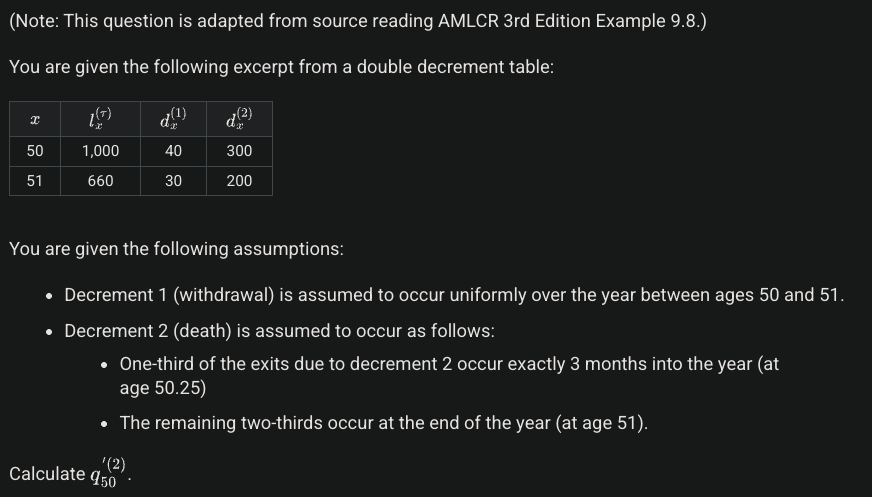 (Note: This question is adapted from source reading AMLCR 3rd Edition Example 9.8.)
You are given the following excerpt from a double decrement table:
x l_x^{(τ)} d_x^{(1)} d_x^{(2)}
50 1,000 40 300
51 660 30 200
You are given the following assumptions:
• Decrement 1 (withdrawal) is assumed to occur uniformly over the year between ages 50 and 51.
• Decrement 2 (death) is assumed to occur as follows:
• One-third of the exits due to decrement 2 occur exactly 3 months into the year (at
age 50.25)
• The remaining two-thirds occur at the end of the year (at age 51).
Calculate q_{50}^{'(2)}.